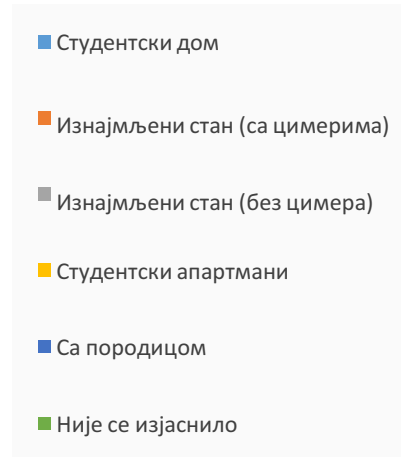 Студентски дом
Изнајмљени стан (са цимерима)
Изнајмљени стан (без цимера)
Студентски апартмани
Са породицом
Није се изјаснило